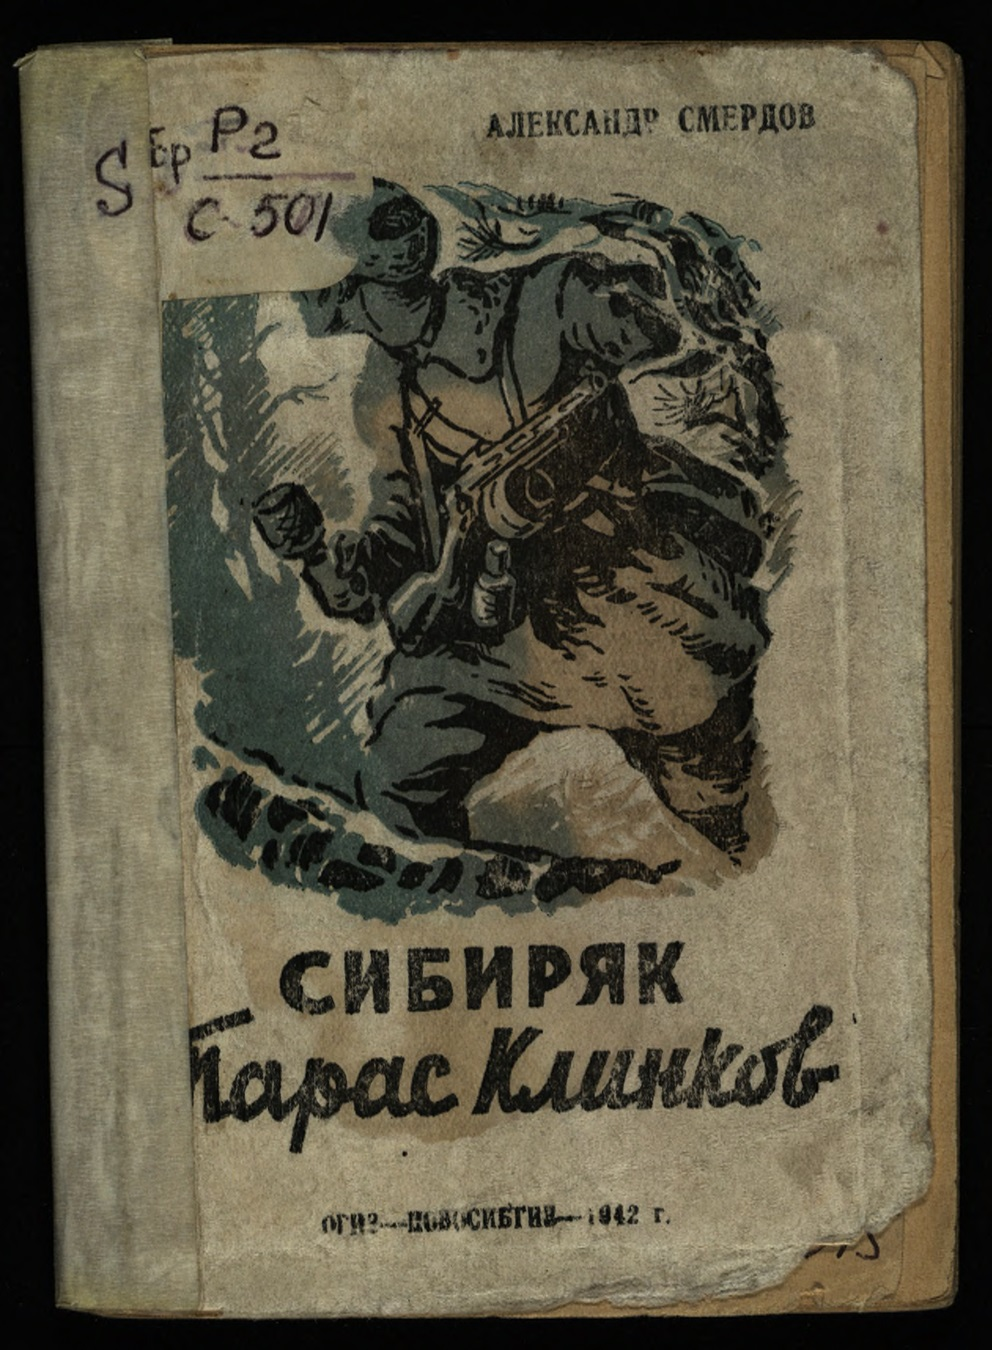 АЛЕКСАНДР СМЕРДОВ
S бр Р2
С-501
СИБИРЯК
Тарас Клинков
ОГИЗ—НОВОСИБГИЗ—1942 г.